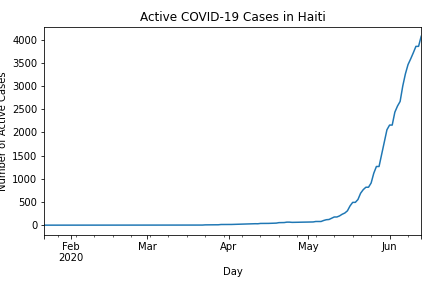 Active COVID-19 Cases in Haiti
4000
3500
3000
2500
2000
1500
1000
500
0
Number of Active Cases
Feb
2020
Mar
Apr
May
Jun
Day